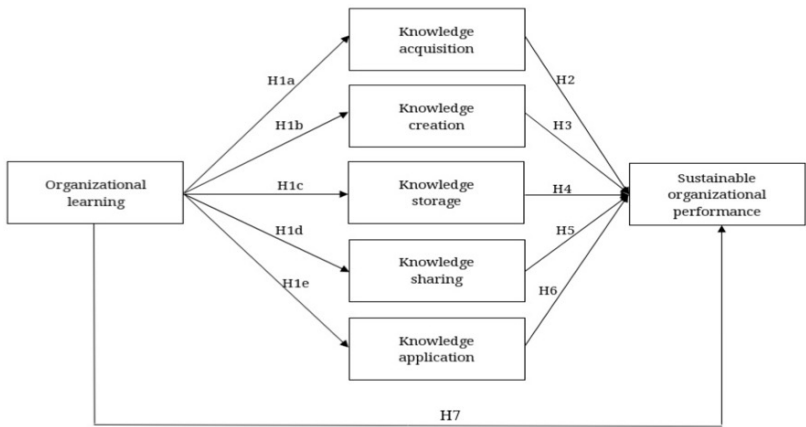 Knowledge
acquisition
H1a
H2
Knowledge
creation
H1b
H3
Organizational
learning
H1c
Knowledge
storage
H4
Sustainable
organizational
performance
H1d
Knowledge
sharing
H5
H1e
H6
Knowledge
application
H7